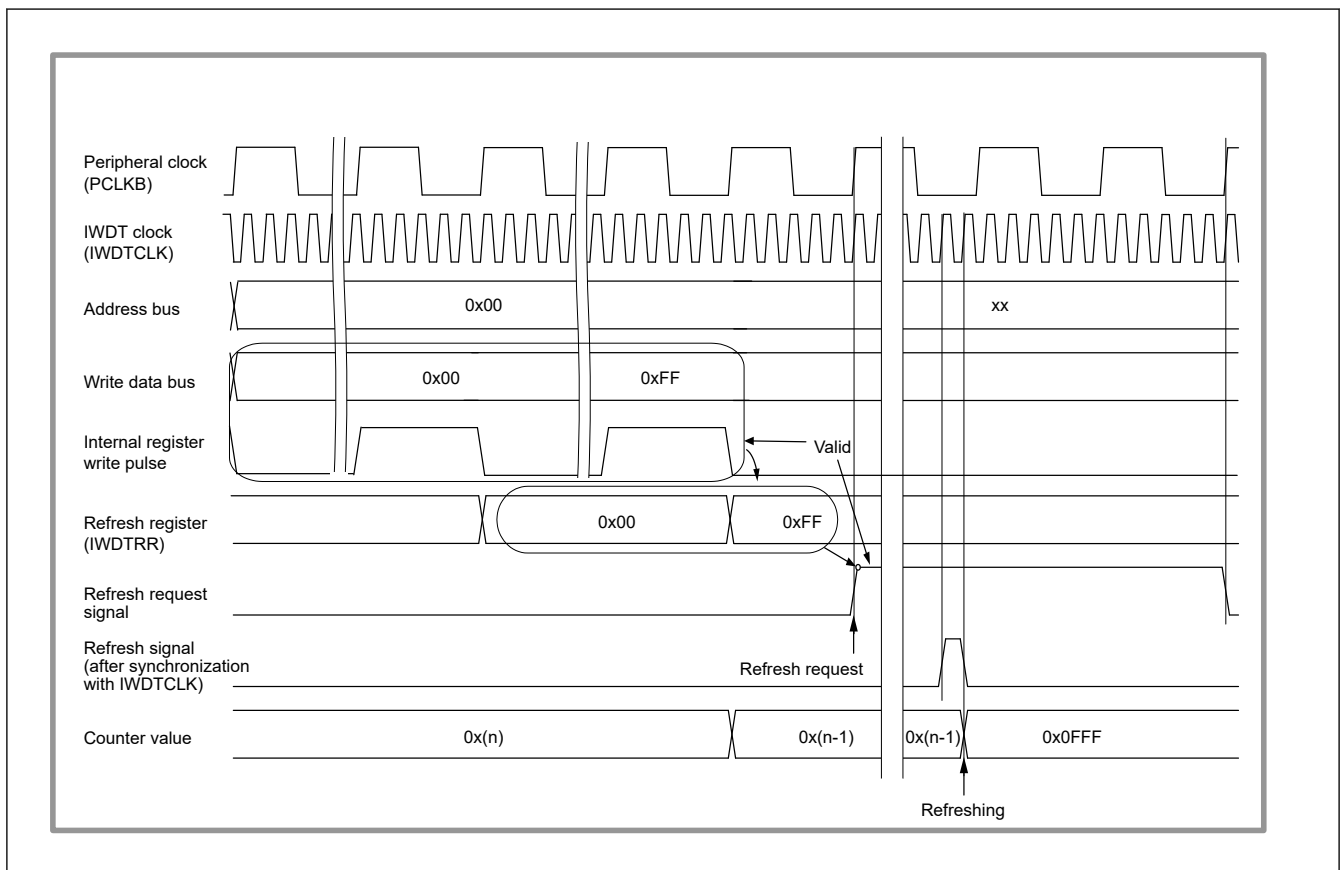 Peripheral clock
(PCLKB)
IWDT clock
(IWDTCLK)
Address bus
0x00
xx
Write data bus
0x00
0xFF
Internal register
write pulse
Valid
Refresh register
(IWDTRR)
0x00
0xFF
Refresh request
signal
Refresh signal
(after synchronization
with IWDTCLK)
Refresh request
Counter value
0x(n)
0x(n-1)
0x(n-1)
0x0FFF
Refreshing